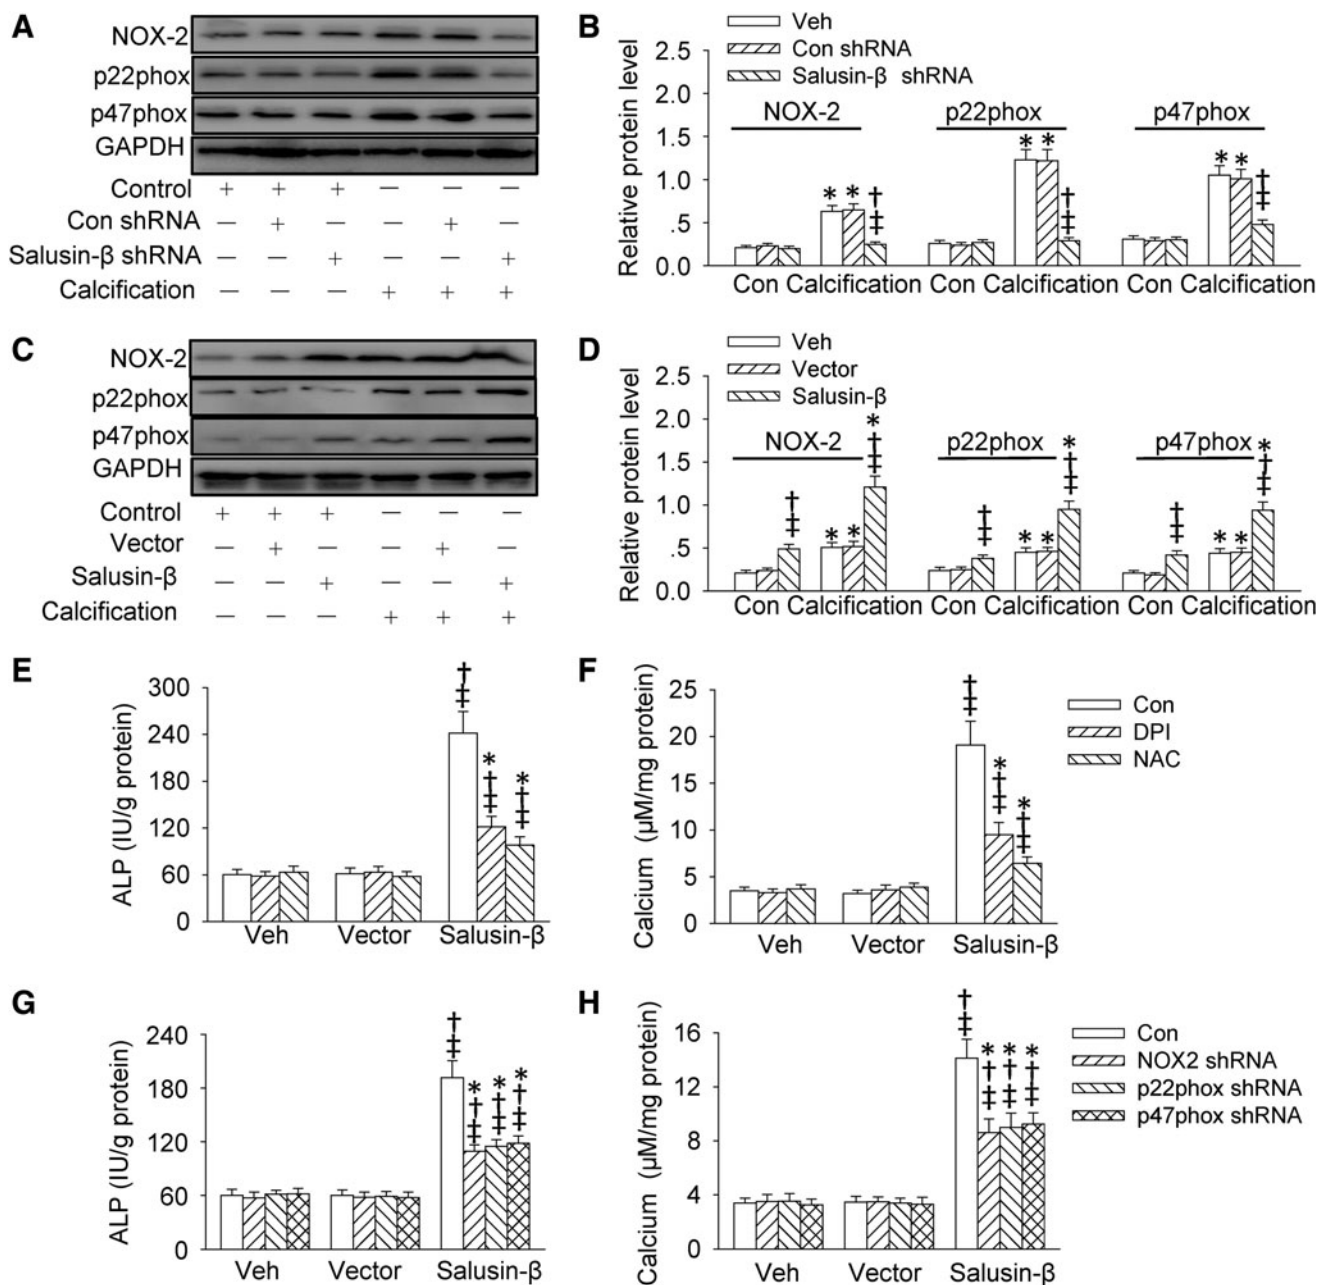 A
NOX-2
p22phox
p47phox
GAPDH
Control + + + — — —
Con shRNA — + — — + —
Salusin-β shRNA — — + — — +
Calcification — — — + + +
B
Veh
Con shRNA
Salusin-β shRNA
Relative protein level
2.5
2.0
1.5
1.0
.5
0.0
NOX-2 p22phox p47phox
* * † ‡ * * † ‡ * * † ‡
Con Calcification Con Calcification Con Calcification
C
NOX-2
p22phox
p47phox
GAPDH
Control + + + — — —
Vector — + — — + —
Salusin-β — — + — — +
Calcification — — — + + +
D
Veh
Vector
Salusin-β
Relative protein level
2.5
2.0
1.5
1.0
.5
0.0
NOX-2 p22phox p47phox
† ‡ * * * † ‡ † ‡ * * * † ‡ † ‡ * * * † ‡
Con Calcification Con Calcification Con Calcification
E
ALP (IU/g protein)
300
240
180
120
60
0
† ‡ * † ‡ * † ‡
Veh Vector Salusin-β
F
Calcium (μM/mg protein)
25
20
15
10
5
0
† ‡ * † ‡ * † ‡
Veh Vector Salusin-β
Con
DPI
NAC
G
ALP (IU/g protein)
240
180
120
60
0
† ‡ * † ‡ * † ‡ * † ‡
Veh Vector Salusin-β
H
Calcium (μM/mg protein)
16
12
8
4
0
† ‡ * † ‡ * † ‡ * † ‡
Veh Vector Salusin-β
Con
NOX2 shRNA
p22phox shRNA
p47phox shRNA